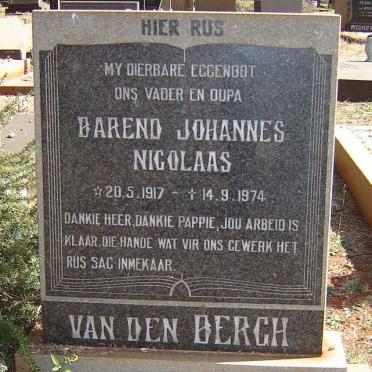 HIER RUS
MY DIERBARE EGGENOOT
ONS VADER EN OUPA
BAREND JOHANNES
NICOLAAS
☆20.5.1917 - ✝14.9.1974
DANKIE HEER, DANKIE PAPPIE, JOU ARBEID IS
KLAAR. DIE HANDE WAT VIR ONS GEWERK HET
RUS SAG INMEKAAR.
VAN DEN BERGH